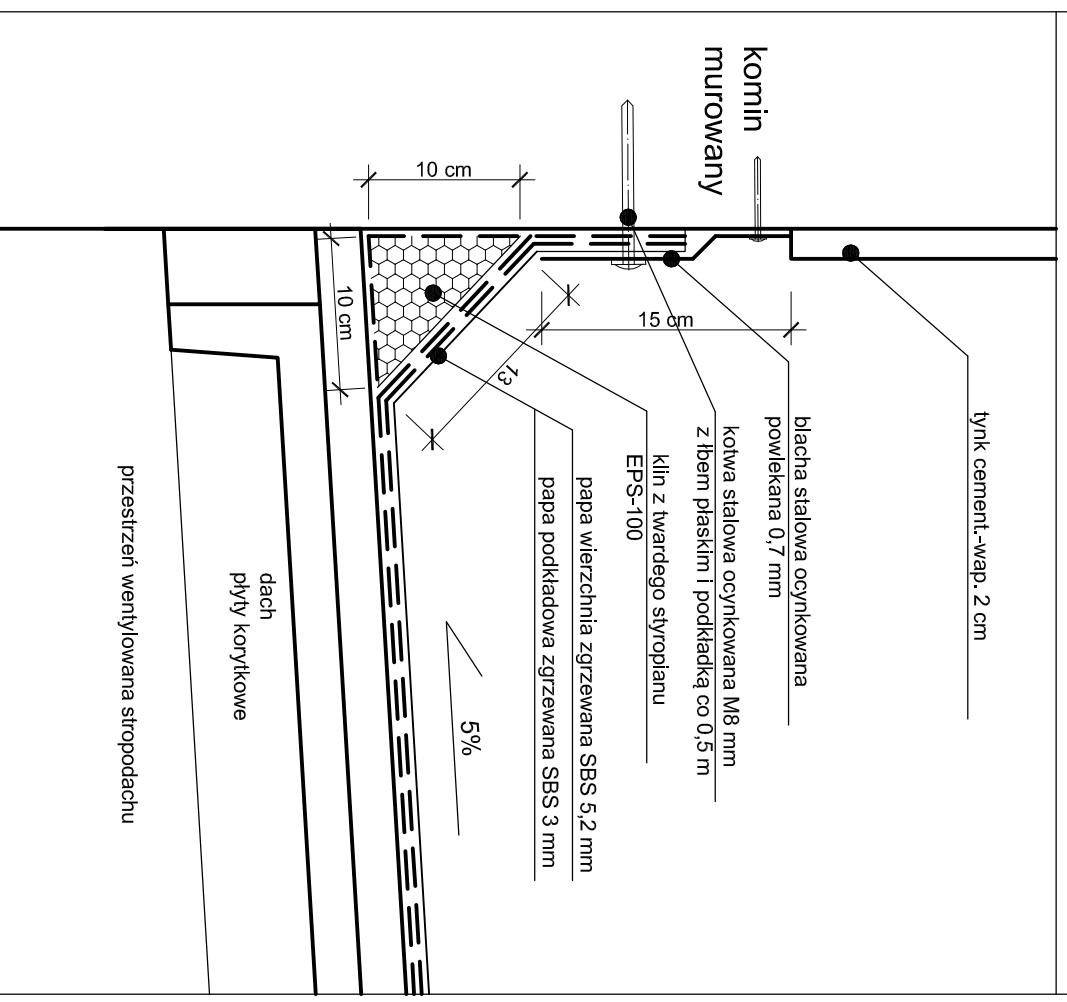 komin
murowany
10 cm
10 cm
15 cm
13
tynk cement.-wap. 2 cm
blacha stalowa ocynkowana
powlekana 0,7 mm
kotwa stalowa ocynkowana M8 mm
z łbem płaskim i podkładką co 0,5 m
klin z twardego styropianu
EPS-100
papa wierzchnia zgrzewana SBS 5,2 mm
papa podkładowa zgrzewana SBS 3 mm
5%
dach
płyty korytkowe
przestrzeń wentylowana stropodachu